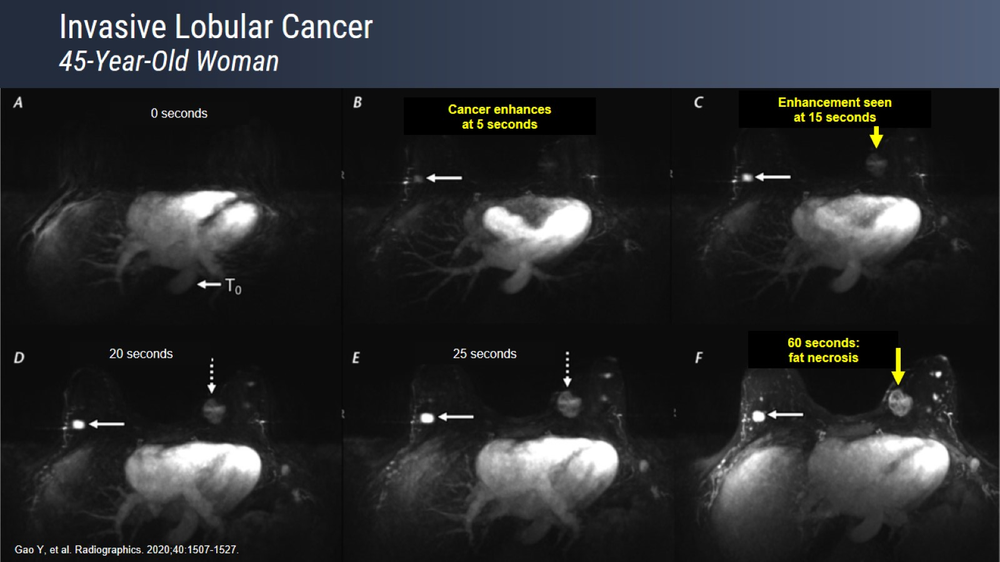 Invasive Lobular Cancer
45-Year-Old Woman
A
0 seconds
T0
B
Cancer enhances
at 5 seconds
C
Enhancement seen
at 15 seconds
D
20 seconds
E
25 seconds
F
60 seconds:
fat necrosis
Gao Y, et al. Radiographics. 2020;40:1507-1527.